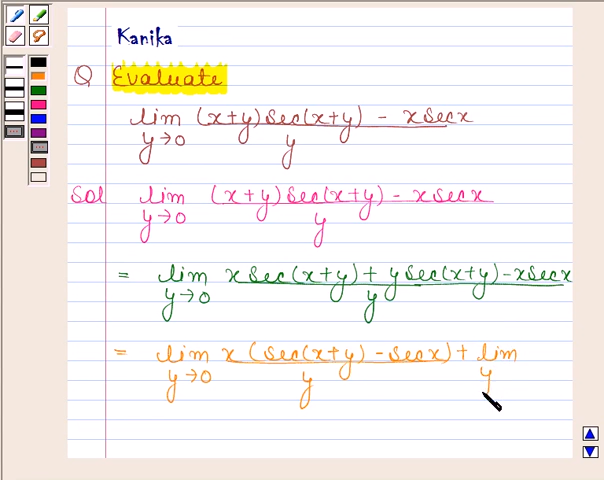 Kanika
Q Evaluate
lim (x+y)sec(x+y) - xsecx
y→0 y
Sol lim (x+y)sec(x+y) - xsecx
y→0 y
= lim xsec(x+y) + ysec(x+y) - xsecx
y→0 y
= lim x(sec(x+y) - secx) + lim
y→0 y y